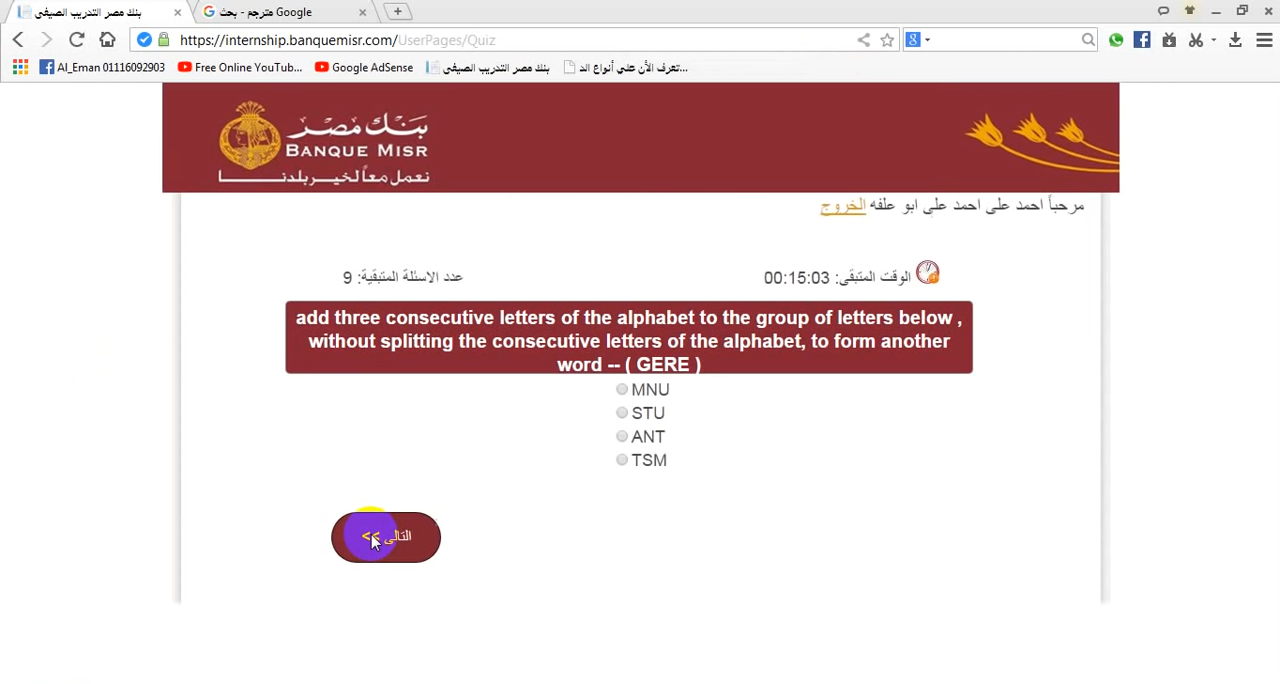 بنك مصر التدريب الصيفى
مترجم - بحث Google
https://internship.banquemisr.com/UserPages/Quiz
Al_Eman 01116092903
Free Online YouTub...
Google AdSense
بنك مصر التدريب الصيفى
تعرف الأن علي أنواع الد...
بنك مصر
BANQUE MISR
نعمل معاً لخير بلدنا
مرحباً احمد على احمد على ابو علفه الخروج
الوقت المتبقى: 00:15:03
عدد الاسئلة المتبقية: 9
add three consecutive letters of the alphabet to the group of letters below ,
without splitting the consecutive letters of the alphabet, to form another
word -- ( GERE )
MNU
STU
ANT
TSM
التالى >>